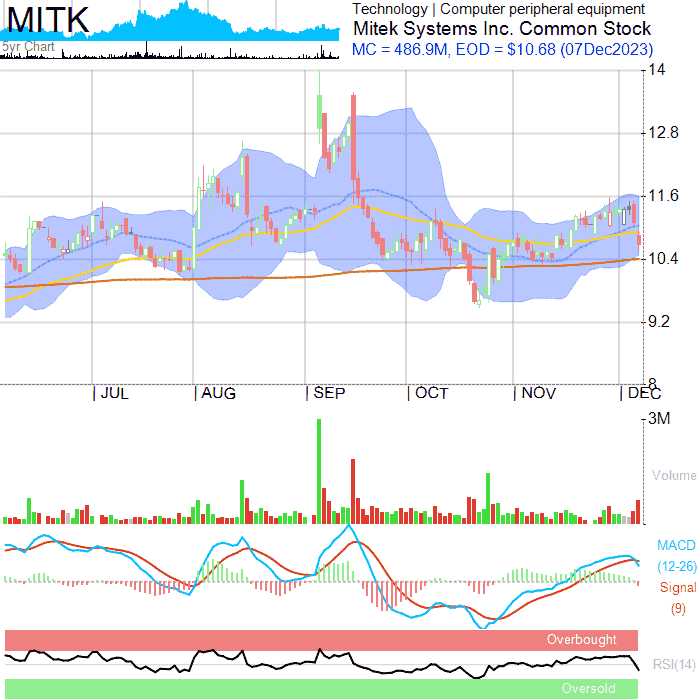 MITK
5yr Chart
Technology | Computer peripheral equipment
Mitek Systems Inc. Common Stock
MC = 486.9M, EOD = $10.68 (07Dec2023)
14
12.8
11.6
10.4
9.2
8
JUL
AUG
SEP
OCT
NOV
DEC
3M
Volume
MACD
(12-26)
Signal
(9)
Overbought
RSI(14)
Oversold